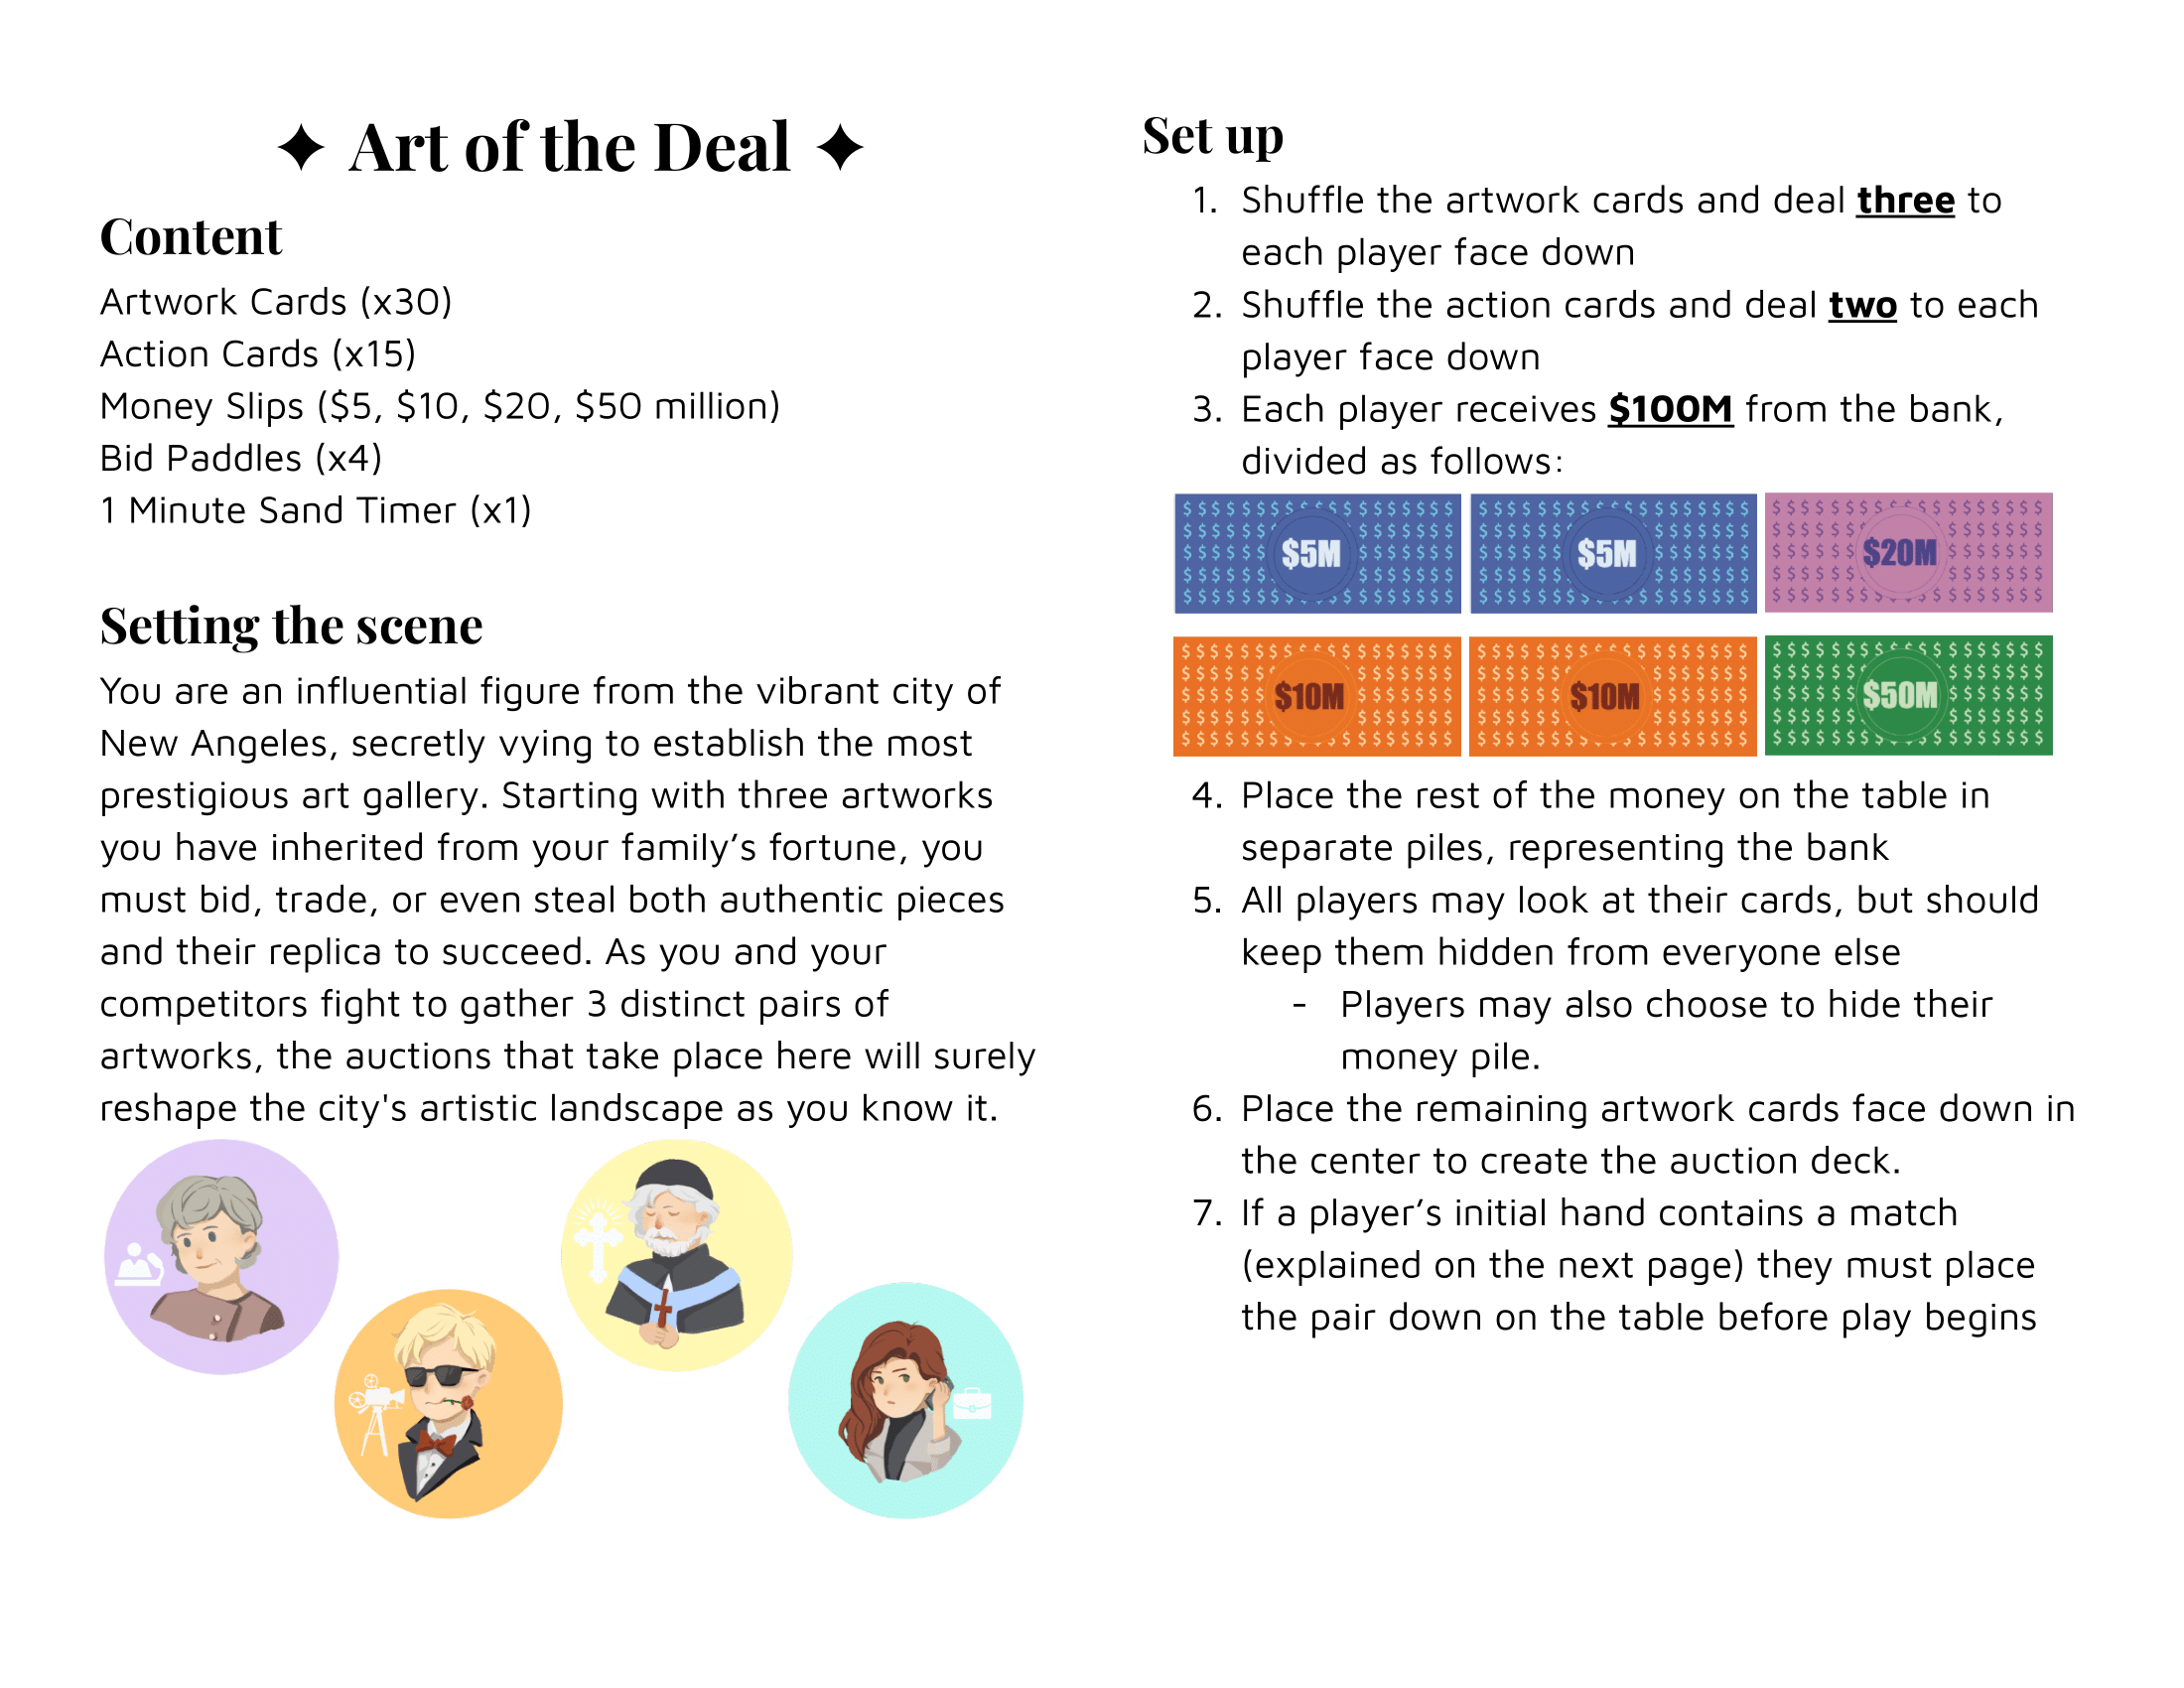 ✦ Art of the Deal ✦
Content
Artwork Cards (x30)
Action Cards (x15)
Money Slips ($5, $10, $20, $50 million)
Bid Paddles (x4)
1 Minute Sand Timer (x1)
Setting the scene
You are an influential figure from the vibrant city of
New Angeles, secretly vying to establish the most
prestigious art gallery. Starting with three artworks
you have inherited from your family’s fortune, you
must bid, trade, or even steal both authentic pieces
and their replica to succeed. As you and your
competitors fight to gather 3 distinct pairs of
artworks, the auctions that take place here will surely
reshape the city's artistic landscape as you know it.
Set up
1. Shuffle the artwork cards and deal three to
each player face down
2. Shuffle the action cards and deal two to each
player face down
3. Each player receives $100M from the bank,
divided as follows:
$5M $5M $20M
$10M $10M $50M
4. Place the rest of the money on the table in
separate piles, representing the bank
5. All players may look at their cards, but should
keep them hidden from everyone else
- Players may also choose to hide their
money pile.
6. Place the remaining artwork cards face down in
the center to create the auction deck.
7. If a player’s initial hand contains a match
(explained on the next page) they must place
the pair down on the table before play begins